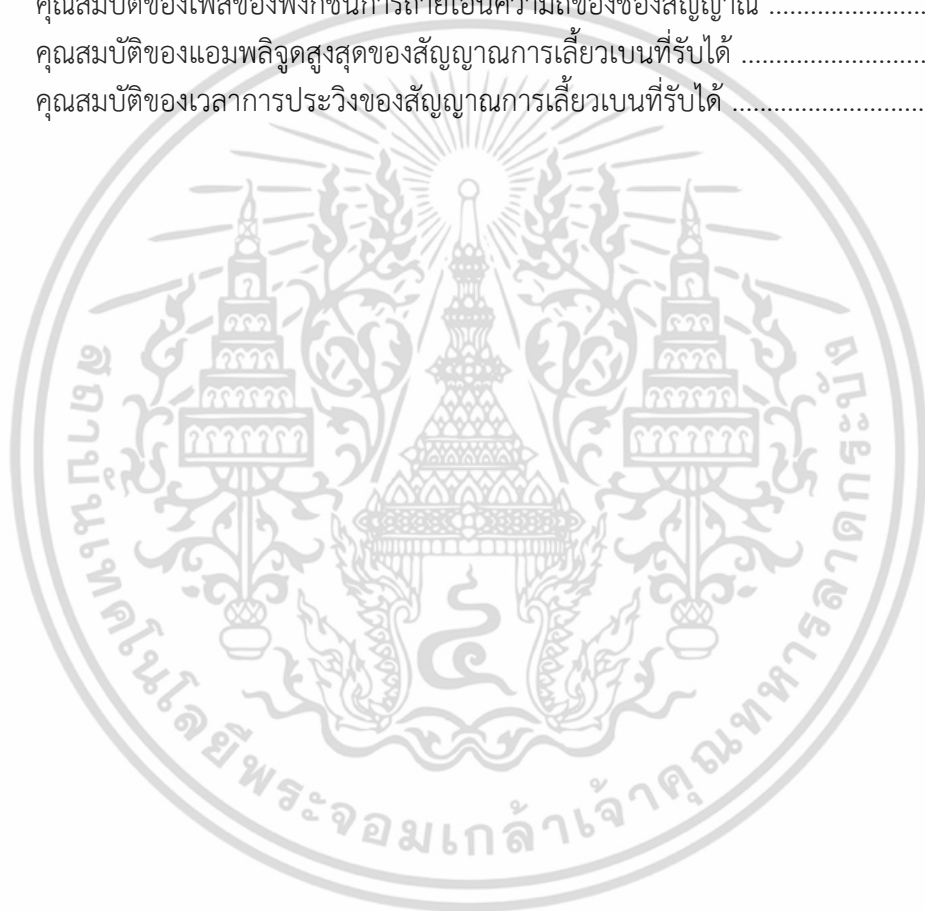 คุณสมบัติของเฟสของฟังก์ชันการถ่ายโอนความถี่ของช่องสัญญาณ ........................
คุณสมบัติของแอมพลิจูดสูงสุดของสัญญาณการเลี้ยวเบนที่รับได้ ...........................
คุณสมบัติของเวลาการประวิงของสัญญาณการเลี้ยวเบนที่รับได้ ............................
สถาบันเทคโนโลยีพระจอมเกล้าเจ้าคุณทหารลาดกระบัง
๔